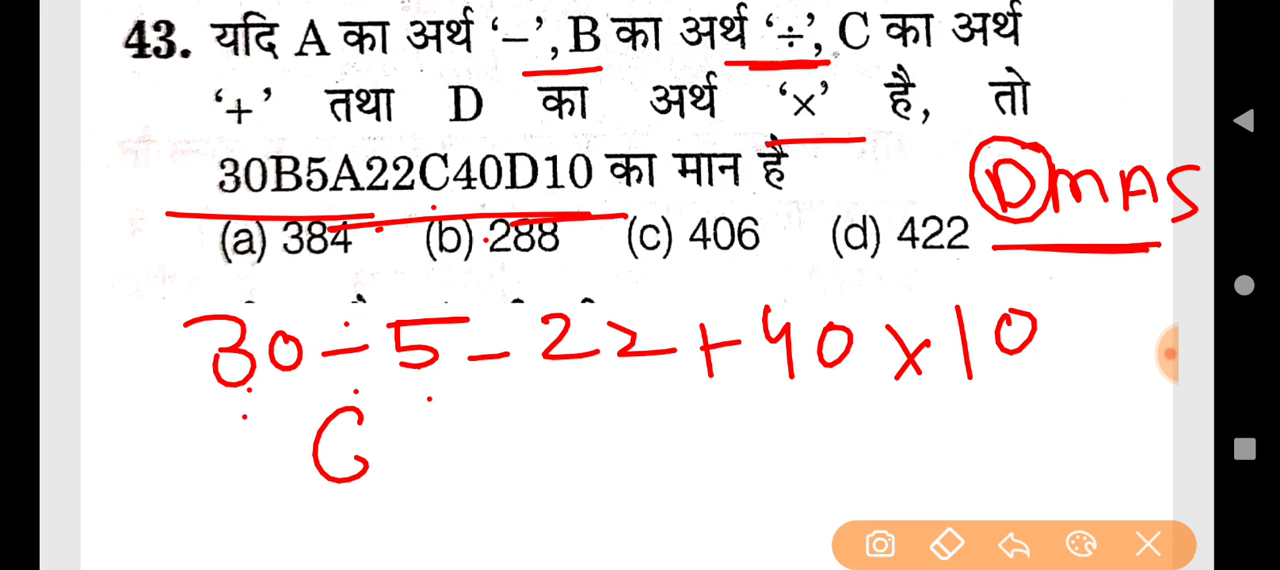 43. यदि A का अर्थ ‘–’, B का अर्थ ‘÷’, C का अर्थ
‘+’ तथा D का अर्थ ‘×’ है, तो
30B5A22C40D10 का मान है
(a) 384 (b) 288 (c) 406 (d) 422
DMAS
30÷5-22+40×10
6